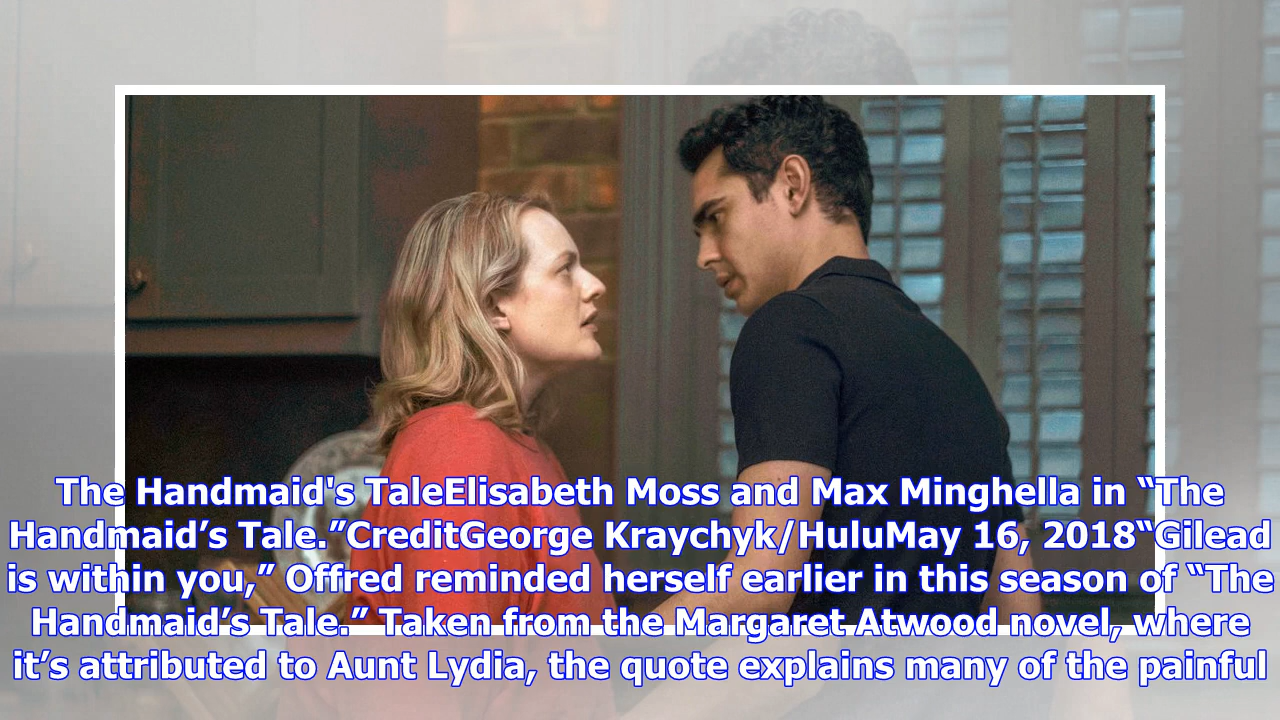 The Handmaid's TaleElisabeth Moss and Max Minghella in “The
Handmaid’s Tale.”CreditGeorge Kraychyk/HuluMay 16, 2018“Gilead
is within you,” Offred reminded herself earlier in this season of “The
Handmaid’s Tale.” Taken from the Margaret Atwood novel, where
it’s attributed to Aunt Lydia, the quote explains many of the painful